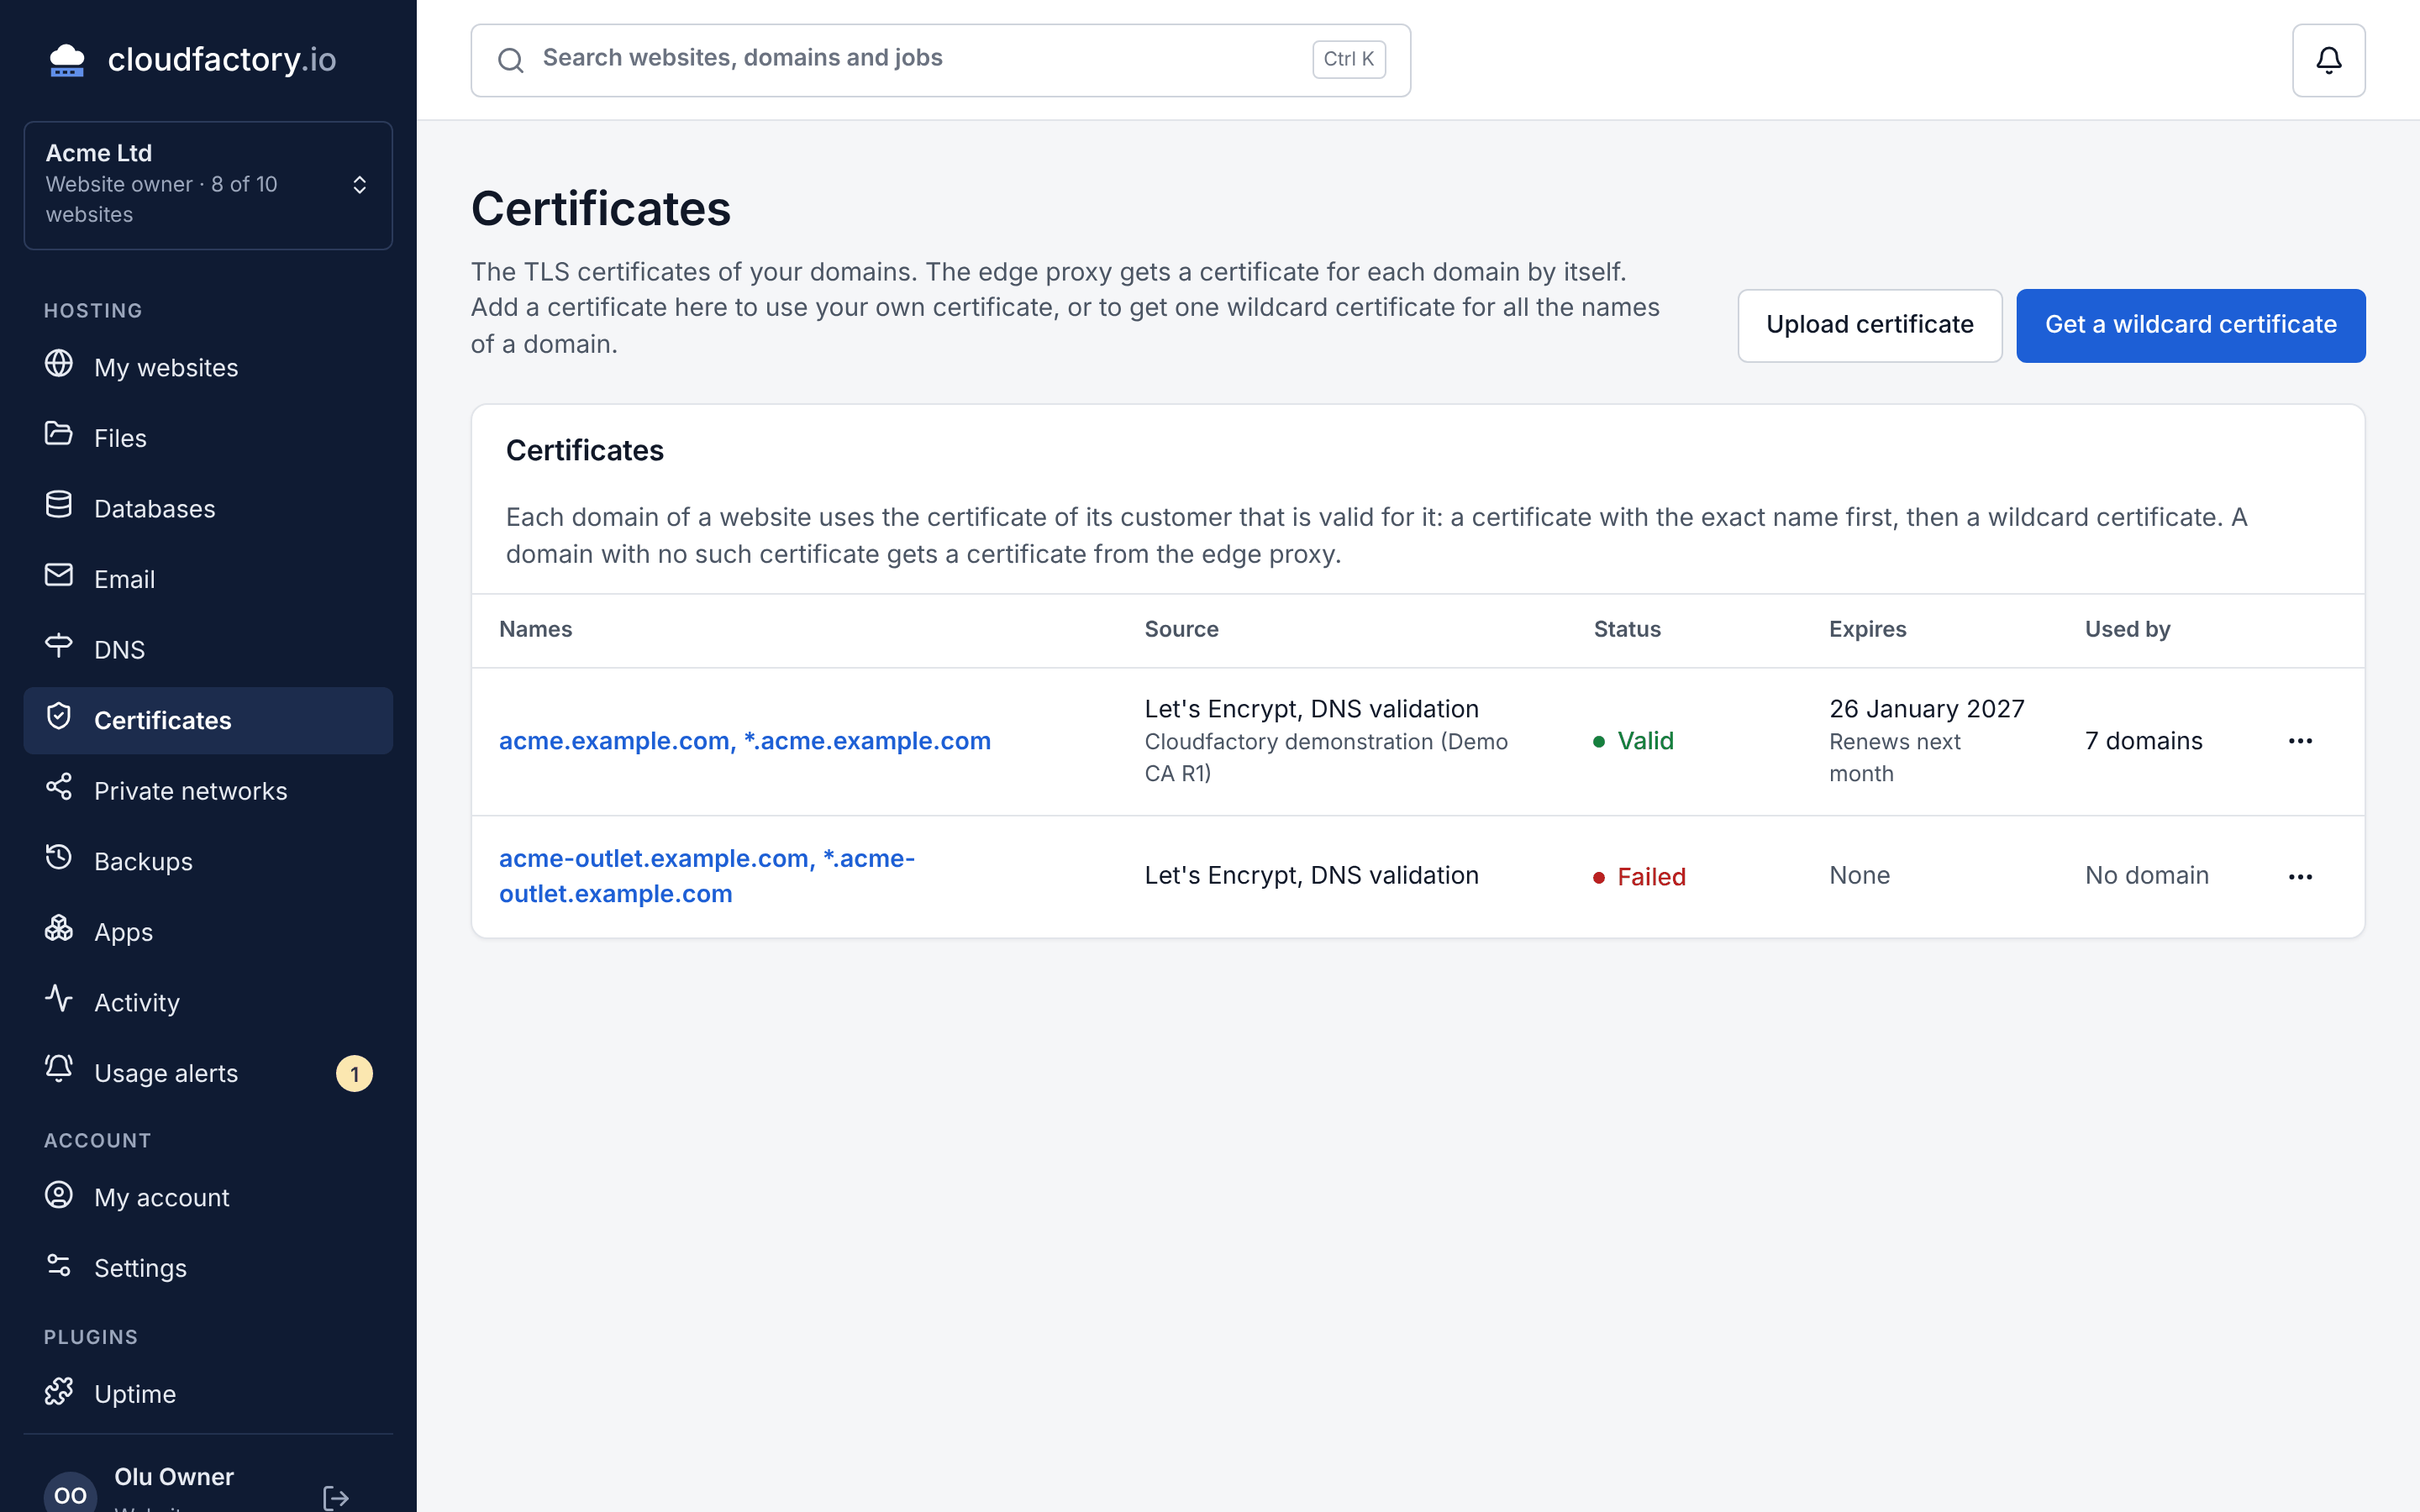 cloudfactory.io
Search websites, domains and jobs
Ctrl K
Acme Ltd
Website owner · 8 of 10
websites
HOSTING
My websites
Files
Databases
Email
DNS
Certificates
Private networks
Backups
Apps
Activity
Usage alerts
1
ACCOUNT
My account
Settings
PLUGINS
Uptime
OO
Olu Owner
Certificates
The TLS certificates of your domains. The edge proxy gets a certificate for each domain by itself.
Add a certificate here to use your own certificate, or to get one wildcard certificate for all the names
of a domain.
Upload certificate
Get a wildcard certificate
Certificates
Each domain of a website uses the certificate of its customer that is valid for it: a certificate with the exact name first, then a wildcard certificate. A
domain with no such certificate gets a certificate from the edge proxy.
Names
Source
Status
Expires
Used by
acme.example.com, *.acme.example.com
Let's Encrypt, DNS validation
Cloudfactory demonstration (Demo
CA R1)
Valid
26 January 2027
Renews next
month
7 domains
acme-outlet.example.com, *.acme-
outlet.example.com
Let's Encrypt, DNS validation
Failed
None
No domain